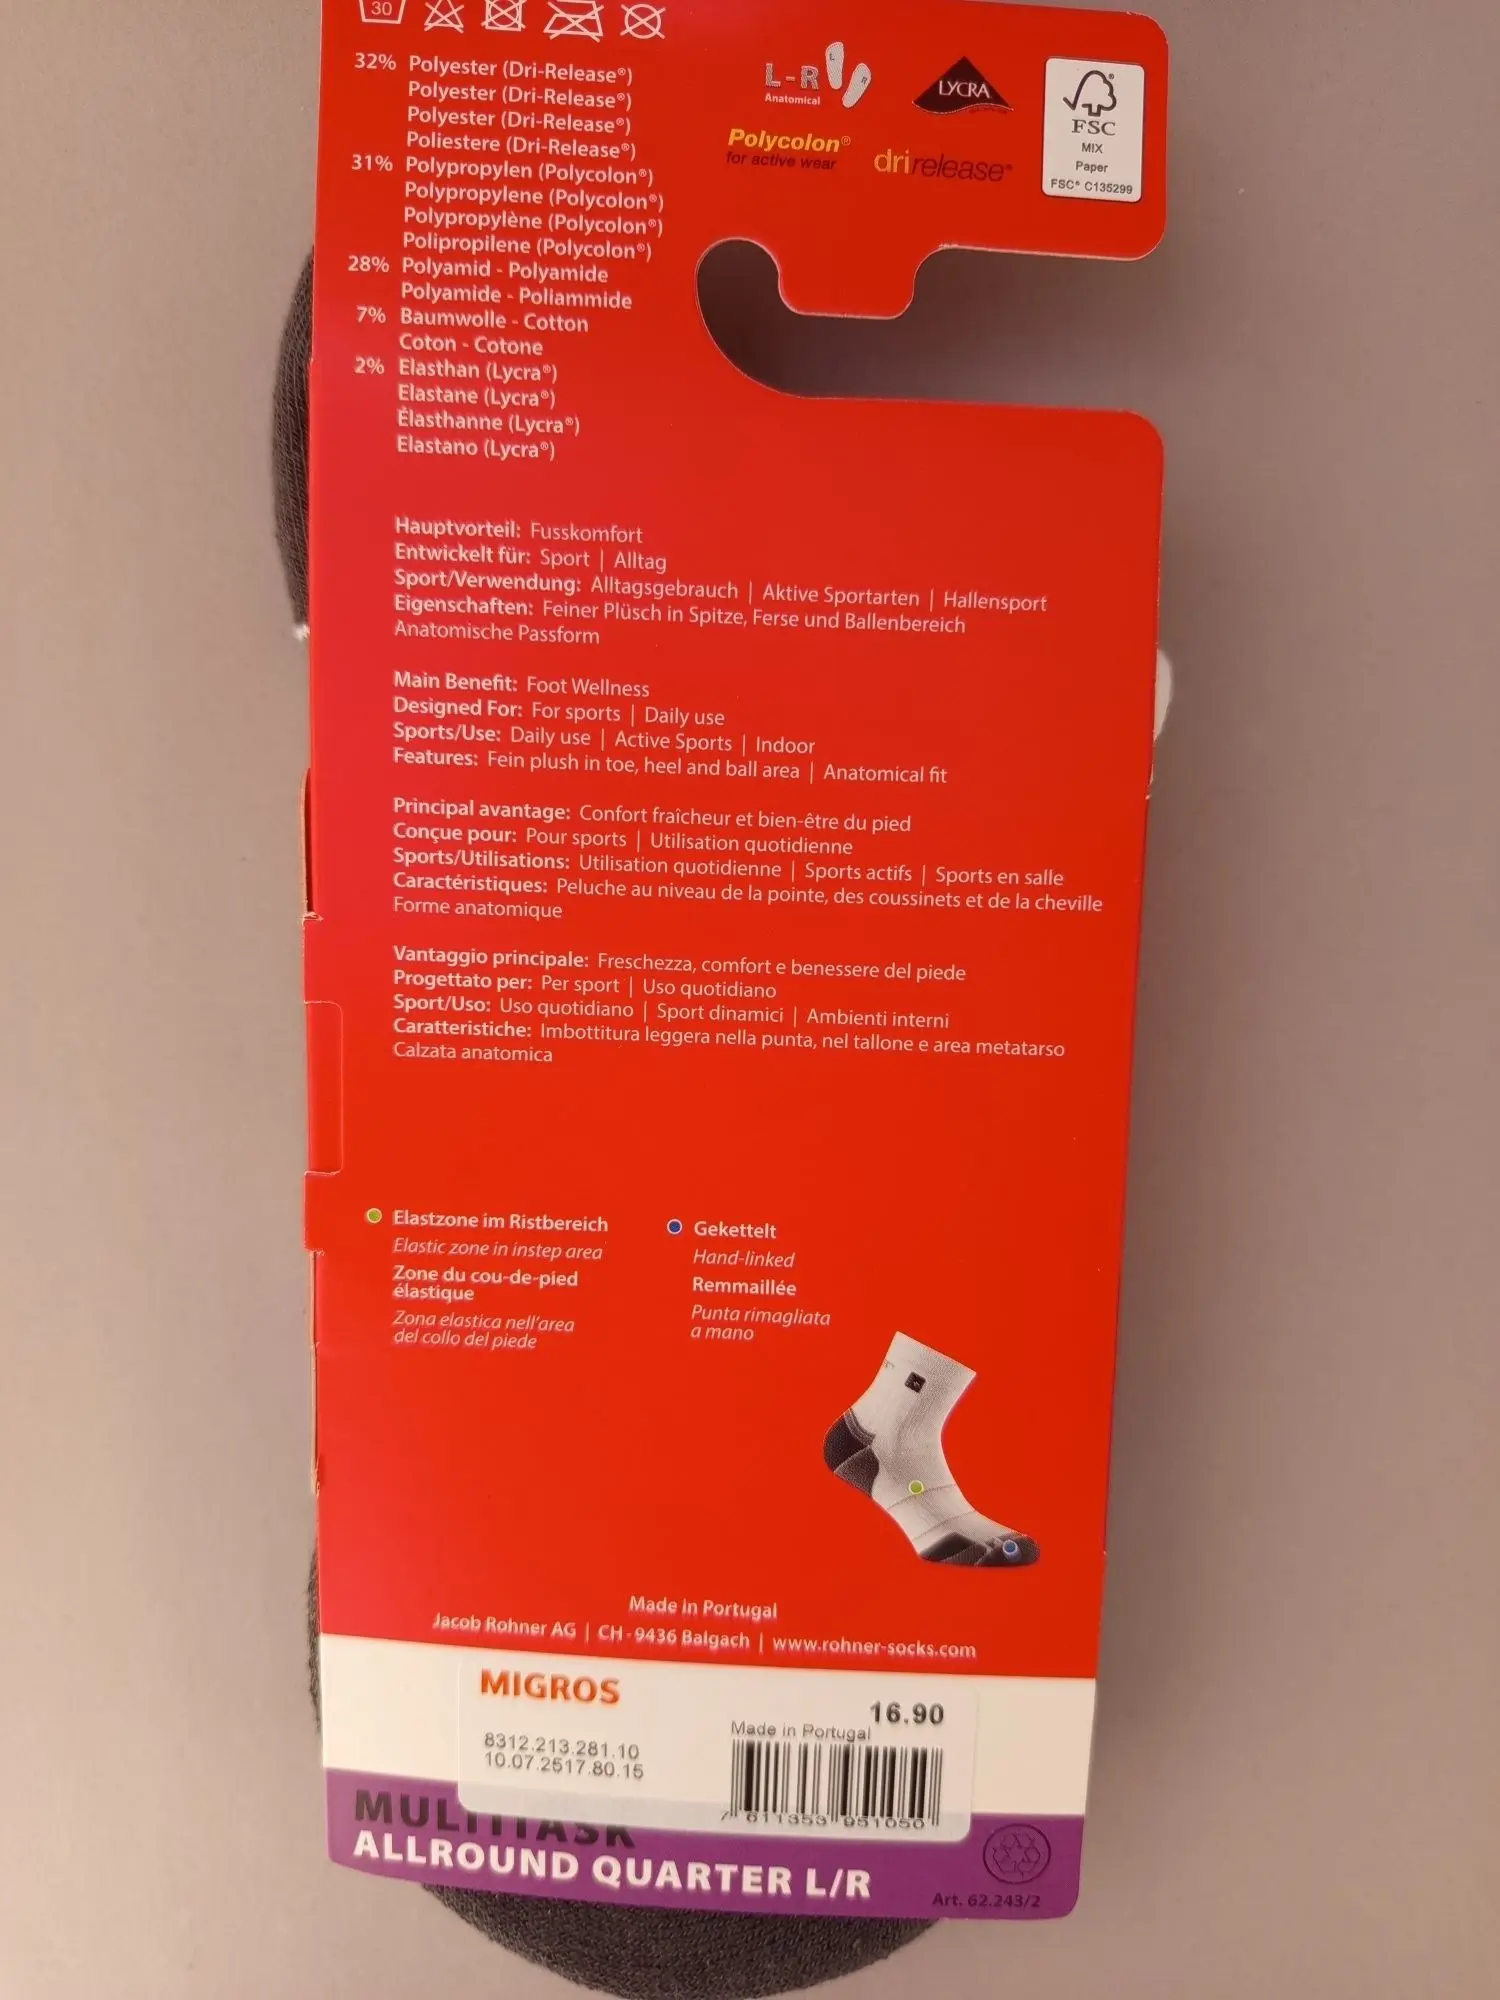 30
32% Polyester (Dri-Release®)
Polyester (Dri-Release®)
Polyester (Dri-Release®)
Poliestere (Dri-Release®)
31% Polypropylen (Polycolon®)
Polypropylene (Polycolon®)
Polypropylène (Polycolon®)
Polipropilene (Polycolon®)
28% Polyamid - Polyamide
Polyamide - Poliammide
7% Baumwolle - Cotton
Coton - Cotone
2% Elasthan (Lycra®)
Elastane (Lycra®)
Élasthanne (Lycra®)
Elastano (Lycra®)
L-R
L R
Anatomical
LYCRA
Polycolon®
for active wear
drirelease®
FSC
MIX
Paper
FSC® C135299
Hauptvorteil: Fusskomfort
Entwickelt für: Sport | Alltag
Sport/Verwendung: Alltagsgebrauch | Aktive Sportarten | Hallensport
Eigenschaften: Feiner Plüsch in Spitze, Ferse und Ballenbereich
Anatomische Passform
Main Benefit: Foot Wellness
Designed For: For sports | Daily use
Sports/Use: Daily use | Active Sports | Indoor
Features: Fein plush in toe, heel and ball area | Anatomical fit
Principal avantage: Confort fraîcheur et bien-être du pied
Conçue pour: Pour sports | Utilisation quotidienne
Sports/Utilisations: Utilisation quotidienne | Sports actifs | Sports en salle
Caractéristiques: Peluche au niveau de la pointe, des coussinets et de la cheville
Forme anatomique
Vantaggio principale: Freschezza, comfort e benessere del piede
Progettato per: Per sport | Uso quotidiano
Sport/Uso: Uso quotidiano | Sport dinamici | Ambienti interni
Caratteristiche: Imbottitura leggera nella punta, nel tallone e area metatarso
Calzata anatomica
Elastzone im Ristbereich
Elastic zone in instep area
Zone du cou-de-pied
élastique
Zona elastica nell'area
del collo del piede
Gekettelt
Hand-linked
Remmaillée
Punta rimagliata
a mano
Made in Portugal
Jacob Rohner AG | CH - 9436 Balgach | www.rohner-socks.com
MIGROS
16.90
Made in Portugal
8312.213.281.10
10.07.2517.80.15
7 611353 951050
MULTITASK
ALLROUND QUARTER L/R
Art. 62.243/2